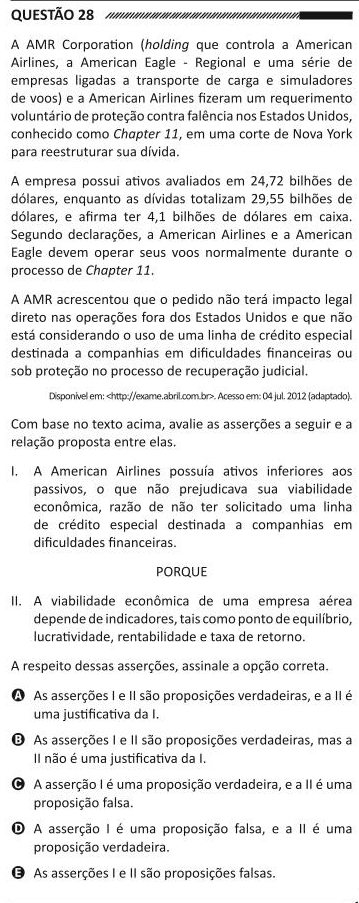 QUESTÃO 28
A AMR Corporation (holding que controla a American
Airlines, a American Eagle - Regional e uma série de
empresas ligadas a transporte de carga e simuladores
de voos) e a American Airlines fizeram um requerimento
voluntário de proteção contra falência nos Estados Unidos,
conhecido como Chapter 11, em uma corte de Nova York
para reestruturar sua dívida.
A empresa possui ativos avaliados em 24,72 bilhões de
dólares, enquanto as dívidas totalizam 29,55 bilhões de
dólares, e afirma ter 4,1 bilhões de dólares em caixa.
Segundo declarações, a American Airlines e a American
Eagle devem operar seus voos normalmente durante o
processo de Chapter 11.
A AMR acrescentou que o pedido não terá impacto legal
direto nas operações fora dos Estados Unidos e que não
está considerando o uso de uma linha de crédito especial
destinada a companhias em dificuldades financeiras ou
sob proteção no processo de recuperação judicial.
Disponível em: <http://exame.abril.com.br>. Acesso em: 04 jul. 2012 (adaptado).
Com base no texto acima, avalie as asserções a seguir e a
relação proposta entre elas.
I. A American Airlines possuía ativos inferiores aos
passivos, o que não prejudicava sua viabilidade
econômica, razão de não ter solicitado uma linha
de crédito especial destinada a companhias em
dificuldades financeiras.
PORQUE
II. A viabilidade econômica de uma empresa aérea
depende de indicadores, tais como ponto de equilíbrio,
lucratividade, rentabilidade e taxa de retorno.
A respeito dessas asserções, assinale a opção correta.
A As asserções I e II são proposições verdadeiras, e a II é
uma justificativa da I.
B As asserções I e II são proposições verdadeiras, mas a
II não é uma justificativa da I.
C A asserção I é uma proposição verdadeira, e a II é uma
proposição falsa.
D A asserção I é uma proposição falsa, e a II é uma
proposição verdadeira.
E As asserções I e II são proposições falsas.